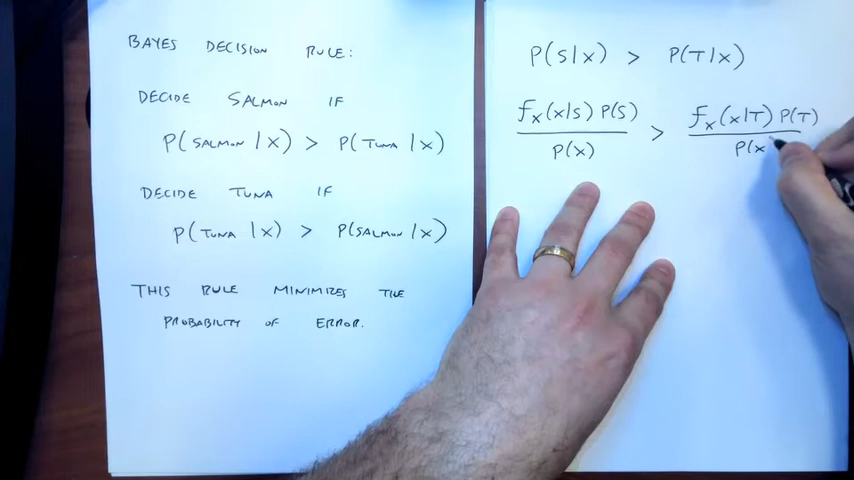 BAYES DECISION RULE:
DECIDE SALMON IF
P(SALMON | X) > P(TUNA | X)
DECIDE TUNA IF
P(TUNA | X) > P(SALMON | X)
THIS RULE MINIMIZES THE
PROBABILITY OF ERROR.
P(S|X) > P(T|X)
fx(x|S) P(S) / P(x) > fx(x|T) P(T) / P(x